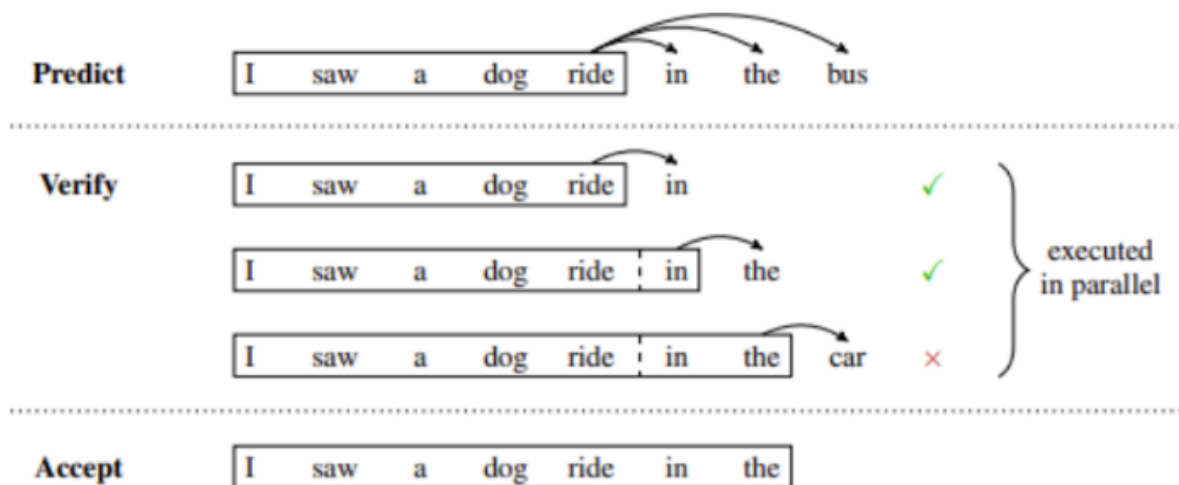 Predict I saw a dog ride in the bus
Verify I saw a dog ride in ✓
I saw a dog ride in the ✓
executed
in parallel
I saw a dog ride in the car ×
Accept I saw a dog ride in the